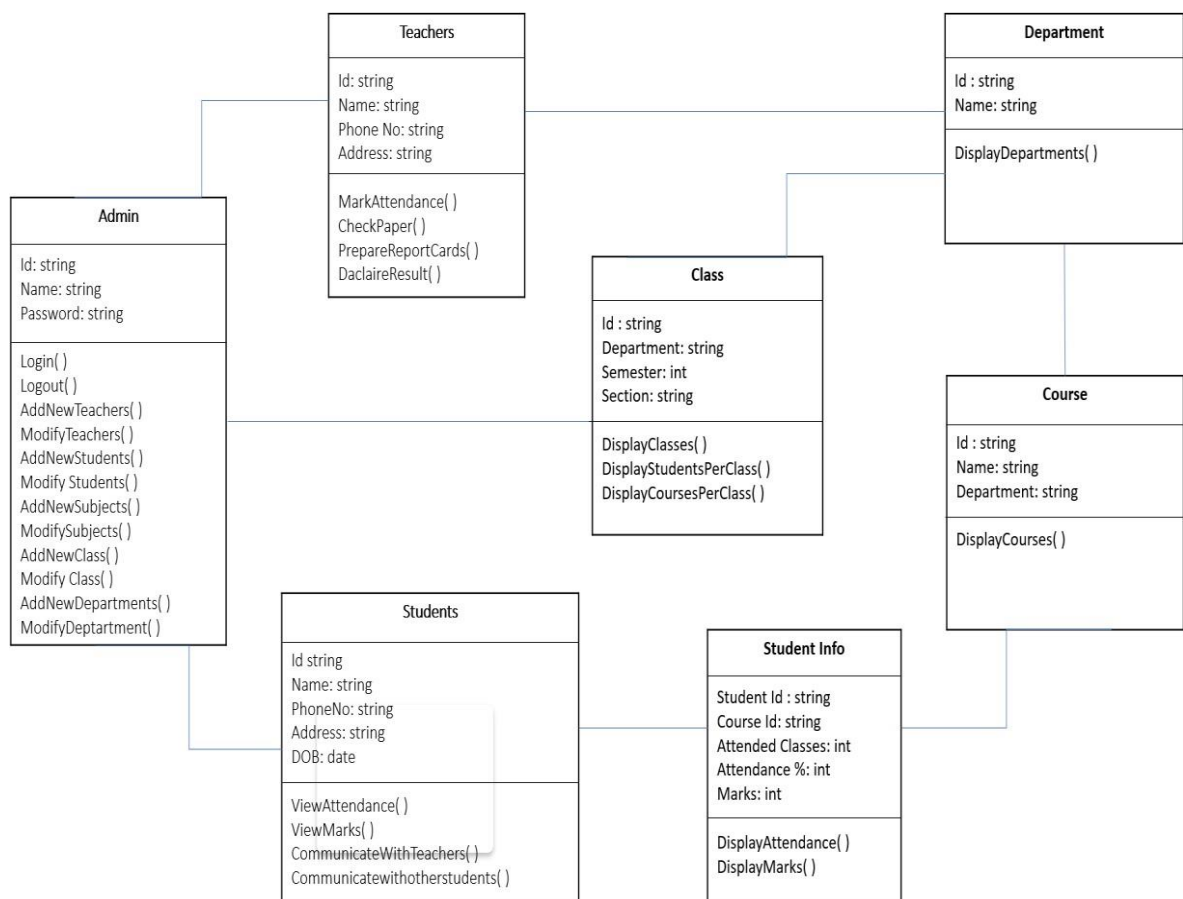 Teachers
Id: string
Name: string
Phone No: string
Address: string
MarkAttendance( )
CheckPaper( )
PrepareReportCards( )
DaclaireResult( )
Department
Id : string
Name: string
DisplayDepartments( )
Admin
Id: string
Name: string
Password: string
Login( )
Logout( )
AddNewTeachers( )
ModifyTeachers( )
AddNewStudents( )
Modify Students( )
AddNewSubjects( )
ModifySubjects( )
AddNewClass( )
Modify Class( )
AddNewDepartments( )
ModifyDeptartment( )
Class
Id : string
Department: string
Semester: int
Section: string
DisplayClasses( )
DisplayStudentsPerClass( )
DisplayCoursesPerClass( )
Course
Id : string
Name: string
Department: string
DisplayCourses( )
Students
Id string
Name: string
PhoneNo: string
Address: string
DOB: date
ViewAttendance( )
ViewMarks( )
CommunicateWithTeachers( )
Communicatewithotherstudents( )
Student Info
Student Id : string
Course Id: string
Attended Classes: int
Attendance %: int
Marks: int
DisplayAttendance( )
DisplayMarks( )